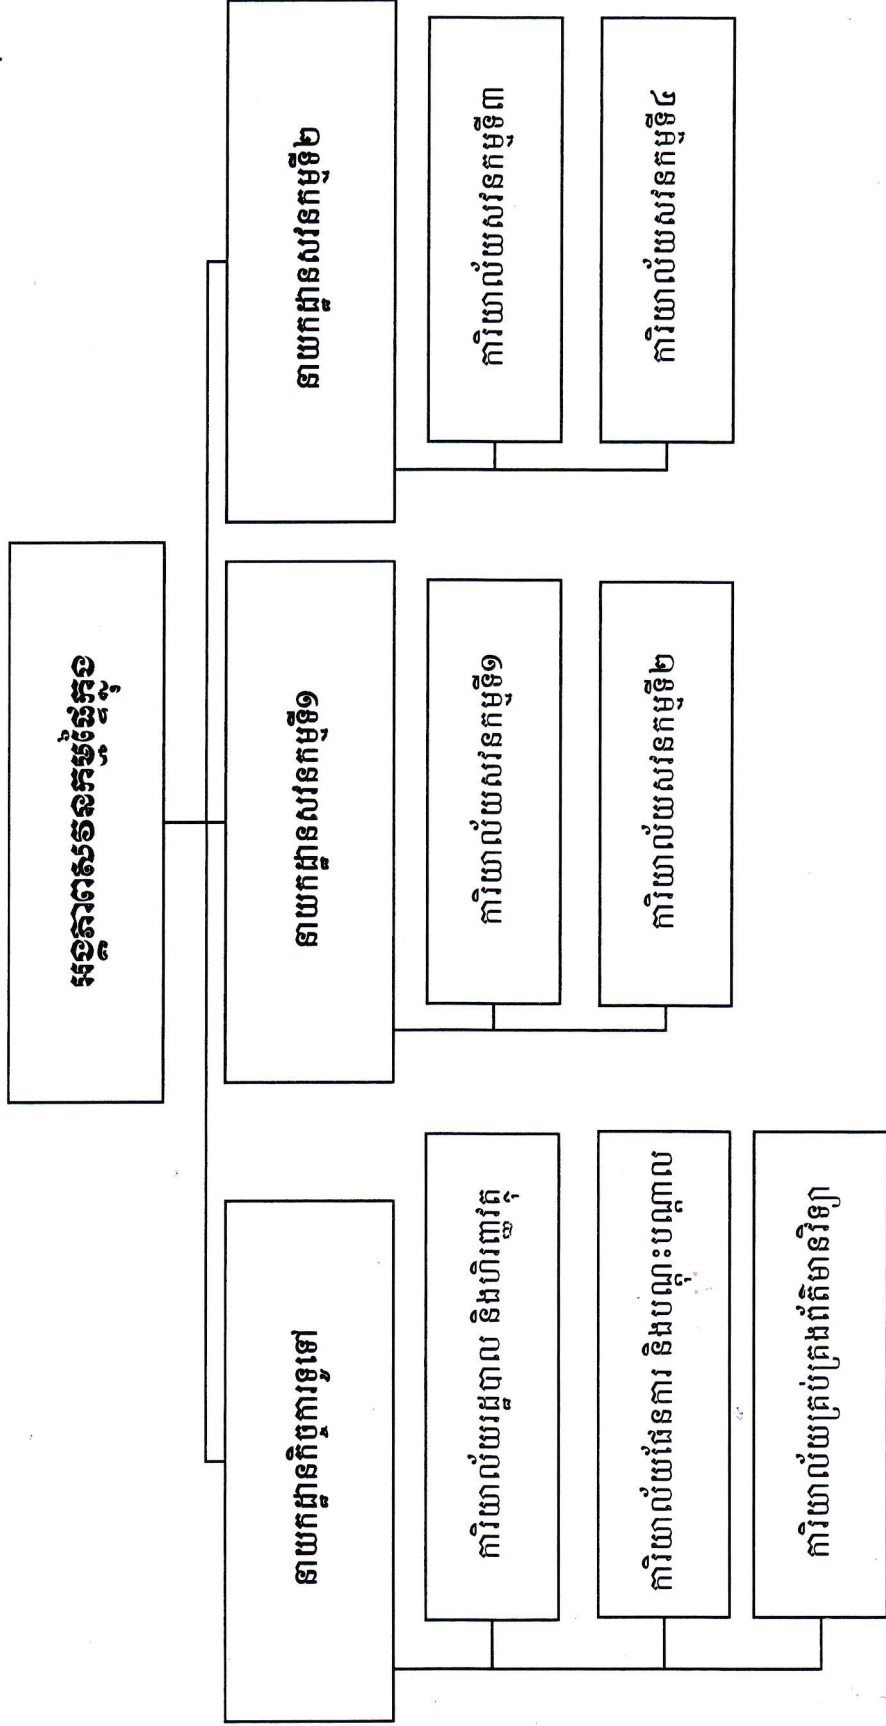 អង្គភាពសវនកម្មផ្ទៃក្នុង
នាយកដ្ឋានកិច្ចការទូទៅ
ការិយាល័យរដ្ឋបាល និងហិរញ្ញវត្ថុ
ការិយាល័យផែនការ និងបណ្តុះបណ្តាល
ការិយាល័យគ្រប់គ្រងព័ត៌មានវិទ្យា
នាយកដ្ឋានសវនកម្មទី១
ការិយាល័យសវនកម្មទី១
ការិយាល័យសវនកម្មទី២
នាយកដ្ឋានសវនកម្មទី២
ការិយាល័យសវនកម្មទី៣
ការិយាល័យសវនកម្មទី៤